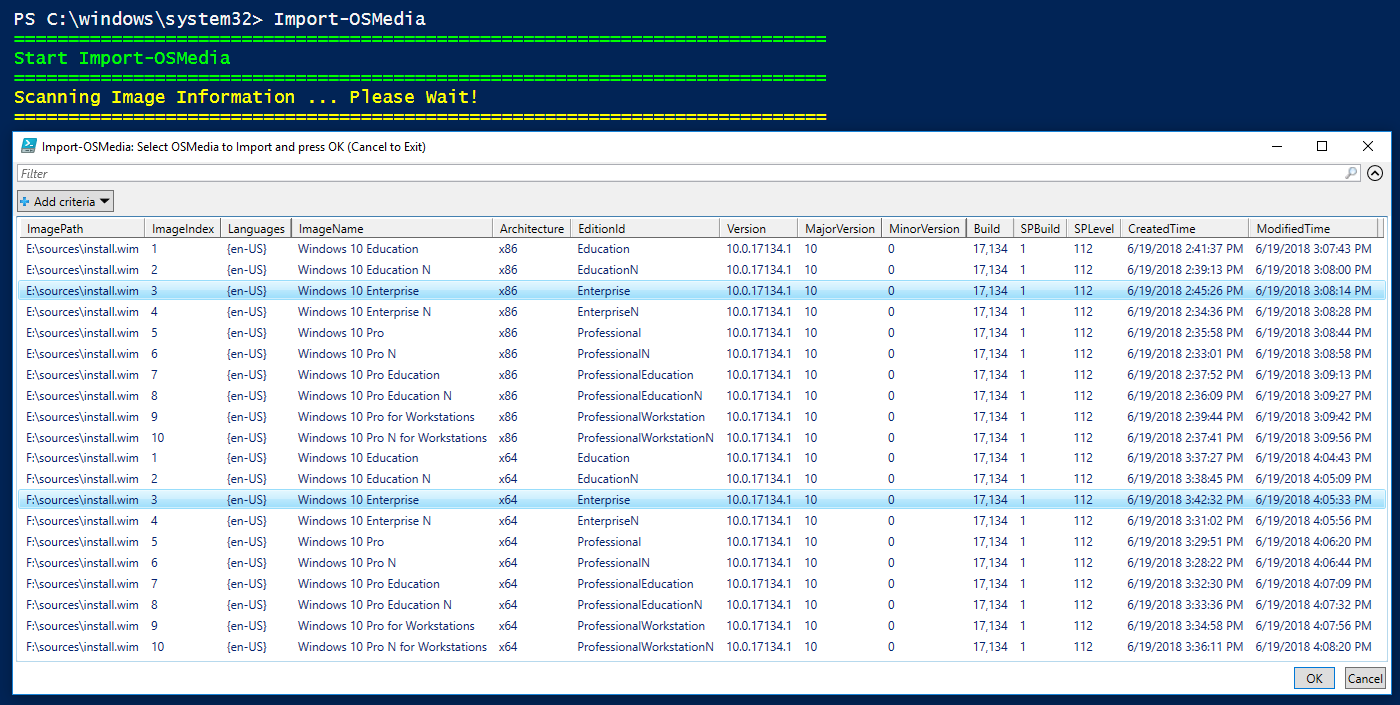 PS C:\windows\system32> Import-OSMedia
===========================================================================
Start Import-OSMedia
===========================================================================
Scanning Image Information ... Please Wait!
===========================================================================
Import-OSMedia: Select OSMedia to Import and press OK (Cancel to Exit)
Filter
Add criteria
ImagePath ImageIndex Languages ImageName Architecture EditionId Version MajorVersion MinorVersion Build SPBuild SPLevel CreatedTime ModifiedTime
E:\sources\install.wim 1 {en-US} Windows 10 Education x86 Education 10.0.17134.1 10 0 17,134 1 112 6/19/2018 2:41:37 PM 6/19/2018 3:07:43 PM
E:\sources\install.wim 2 {en-US} Windows 10 Education N x86 EducationN 10.0.17134.1 10 0 17,134 1 112 6/19/2018 2:39:13 PM 6/19/2018 3:08:00 PM
E:\sources\install.wim 3 {en-US} Windows 10 Enterprise x86 Enterprise 10.0.17134.1 10 0 17,134 1 112 6/19/2018 2:45:26 PM 6/19/2018 3:08:14 PM
E:\sources\install.wim 4 {en-US} Windows 10 Enterprise N x86 EnterpriseN 10.0.17134.1 10 0 17,134 1 112 6/19/2018 2:34:36 PM 6/19/2018 3:08:28 PM
E:\sources\install.wim 5 {en-US} Windows 10 Pro x86 Professional 10.0.17134.1 10 0 17,134 1 112 6/19/2018 2:35:58 PM 6/19/2018 3:08:44 PM
E:\sources\install.wim 6 {en-US} Windows 10 Pro N x86 ProfessionalN 10.0.17134.1 10 0 17,134 1 112 6/19/2018 2:33:01 PM 6/19/2018 3:08:58 PM
E:\sources\install.wim 7 {en-US} Windows 10 Pro Education x86 ProfessionalEducation 10.0.17134.1 10 0 17,134 1 112 6/19/2018 2:37:52 PM 6/19/2018 3:09:13 PM
E:\sources\install.wim 8 {en-US} Windows 10 Pro Education N x86 ProfessionalEducationN 10.0.17134.1 10 0 17,134 1 112 6/19/2018 2:36:09 PM 6/19/2018 3:09:27 PM
E:\sources\install.wim 9 {en-US} Windows 10 Pro for Workstations x86 ProfessionalWorkstation 10.0.17134.1 10 0 17,134 1 112 6/19/2018 2:39:44 PM 6/19/2018 3:09:42 PM
E:\sources\install.wim 10 {en-US} Windows 10 Pro N for Workstations x86 ProfessionalWorkstationN 10.0.17134.1 10 0 17,134 1 112 6/19/2018 2:37:41 PM 6/19/2018 3:09:56 PM
F:\sources\install.wim 1 {en-US} Windows 10 Education x64 Education 10.0.17134.1 10 0 17,134 1 112 6/19/2018 3:37:27 PM 6/19/2018 4:04:43 PM
F:\sources\install.wim 2 {en-US} Windows 10 Education N x64 EducationN 10.0.17134.1 10 0 17,134 1 112 6/19/2018 3:38:45 PM 6/19/2018 4:05:09 PM
F:\sources\install.wim 3 {en-US} Windows 10 Enterprise x64 Enterprise 10.0.17134.1 10 0 17,134 1 112 6/19/2018 3:42:32 PM 6/19/2018 4:05:33 PM
F:\sources\install.wim 4 {en-US} Windows 10 Enterprise N x64 EnterpriseN 10.0.17134.1 10 0 17,134 1 112 6/19/2018 3:31:02 PM 6/19/2018 4:05:56 PM
F:\sources\install.wim 5 {en-US} Windows 10 Pro x64 Professional 10.0.17134.1 10 0 17,134 1 112 6/19/2018 3:29:51 PM 6/19/2018 4:06:20 PM
F:\sources\install.wim 6 {en-US} Windows 10 Pro N x64 ProfessionalN 10.0.17134.1 10 0 17,134 1 112 6/19/2018 3:28:22 PM 6/19/2018 4:06:44 PM
F:\sources\install.wim 7 {en-US} Windows 10 Pro Education x64 ProfessionalEducation 10.0.17134.1 10 0 17,134 1 112 6/19/2018 3:32:30 PM 6/19/2018 4:07:09 PM
F:\sources\install.wim 8 {en-US} Windows 10 Pro Education N x64 ProfessionalEducationN 10.0.17134.1 10 0 17,134 1 112 6/19/2018 3:33:36 PM 6/19/2018 4:07:32 PM
F:\sources\install.wim 9 {en-US} Windows 10 Pro for Workstations x64 ProfessionalWorkstation 10.0.17134.1 10 0 17,134 1 112 6/19/2018 3:34:58 PM 6/19/2018 4:07:56 PM
F:\sources\install.wim 10 {en-US} Windows 10 Pro N for Workstations x64 ProfessionalWorkstationN 10.0.17134.1 10 0 17,134 1 112 6/19/2018 3:36:11 PM 6/19/2018 4:08:20 PM
OK Cancel